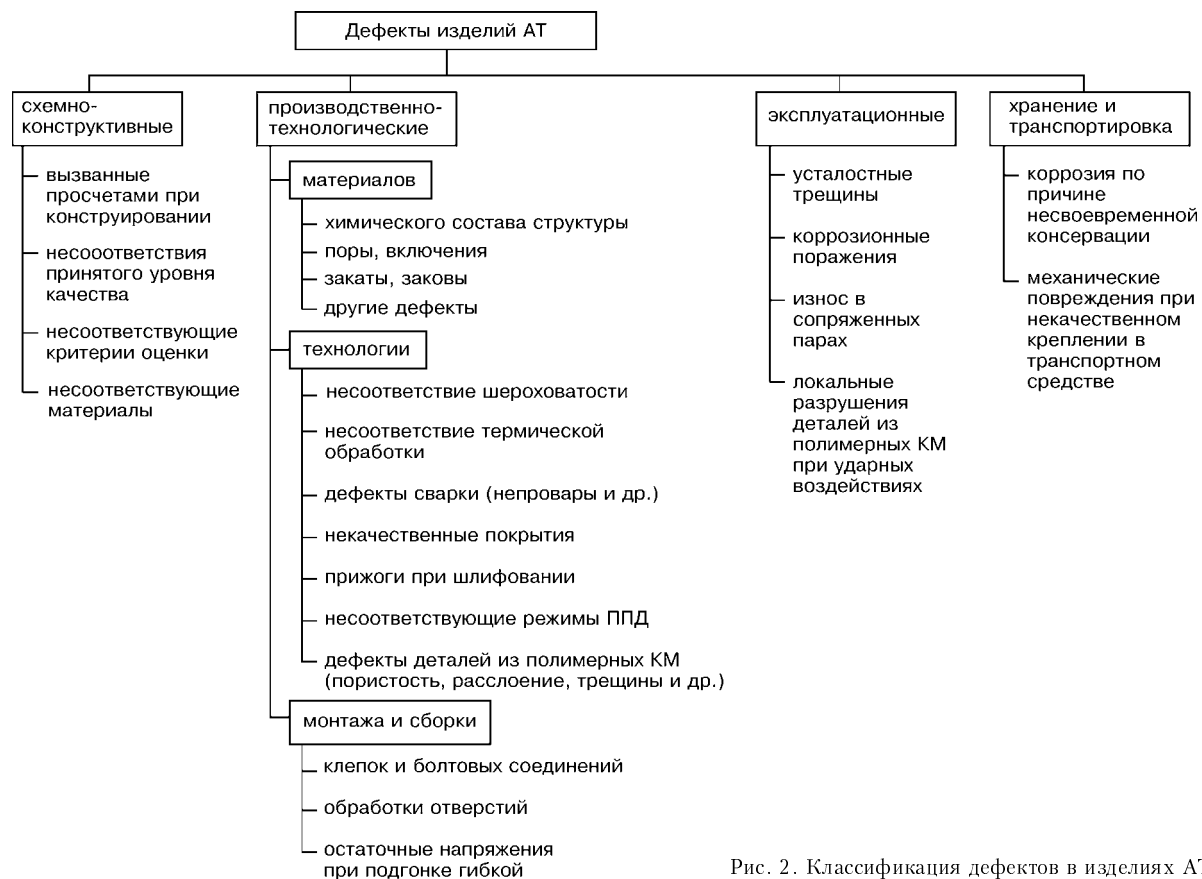 Дефекты изделий АТ
схемно-
конструктивные
вызванные
просчетами при
конструировании
несооответствия
принятого уровня
качества
несоответствующие
критерии оценки
несоответствующие
материалы
производственно-
технологические
материалов
химического состава структуры
поры, включения
закаты, заковы
другие дефекты
технологии
несоответствие шероховатости
несоответствие термической
обработки
дефекты сварки (непровары и др.)
некачественные покрытия
прижоги при шлифовании
несоответствующие режимы ППД
дефекты деталей из полимерных КМ
(пористость, расслоение, трещины и др.)
монтажа и сборки
клепок и болтовых соединений
обработки отверстий
остаточные напряжения
при подгонке гибкой
эксплуатационные
усталостные
трещины
коррозионные
поражения
износ в
сопряженных
парах
локальные
разрушения
деталей из
полимерных КМ
при ударных
воздействиях
хранение и
транспортировка
коррозия по
причине
несвоевременной
консервации
механические
повреждения при
некачественном
креплении в
транспортном
средстве
Рис. 2. Классификация дефектов в изделиях АТ